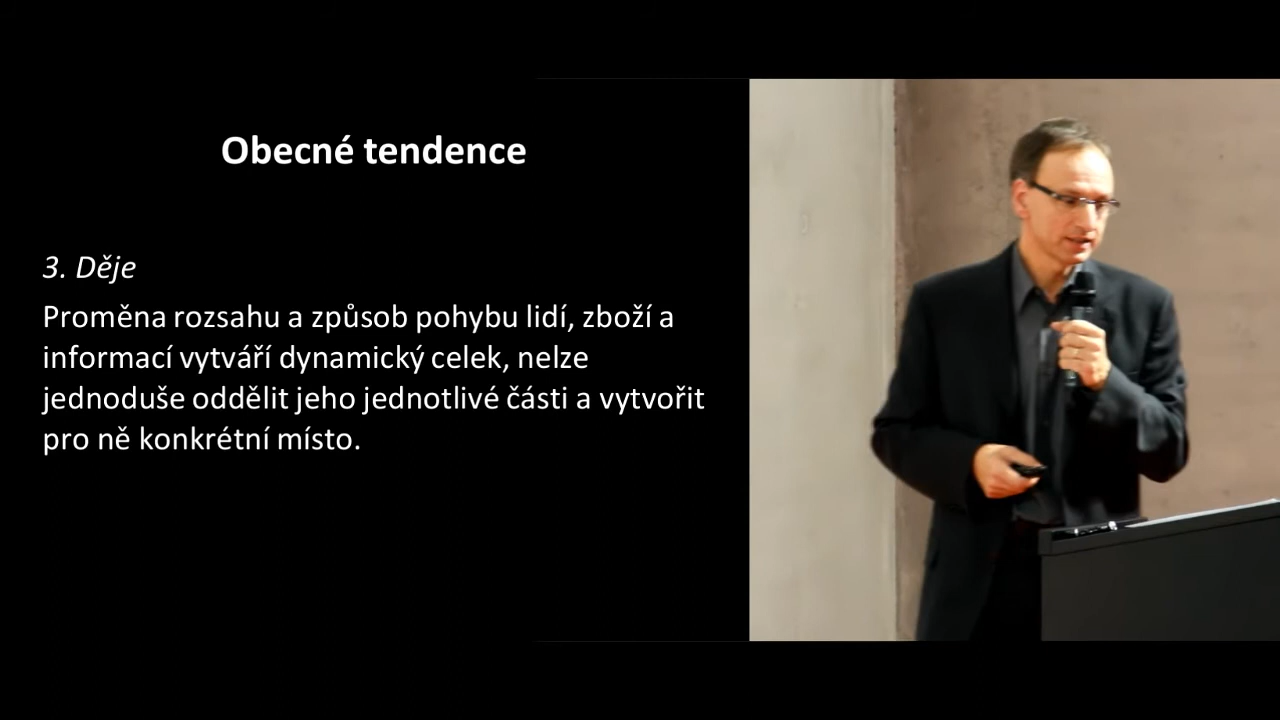 Obecné tendence
3. Děje
Proměna rozsahu a způsob pohybu lidí, zboží a
informací vytváří dynamický celek, nelze
jednoduše oddělit jeho jednotlivé části a vytvořit
pro ně konkrétní místo.